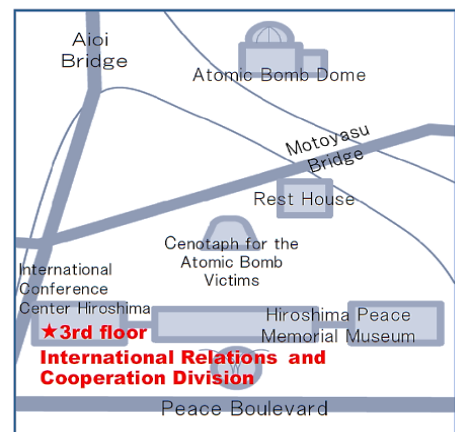 Aioi
Bridge
Atomic Bomb Dome
Motoyasu
Bridge
Rest House
Cenotaph for the
Atomic Bomb
Victims
International
Conference
Center Hiroshima
Hiroshima Peace
Memorial Museum
★3rd floor
International Relations and
Cooperation Division
Peace Boulevard